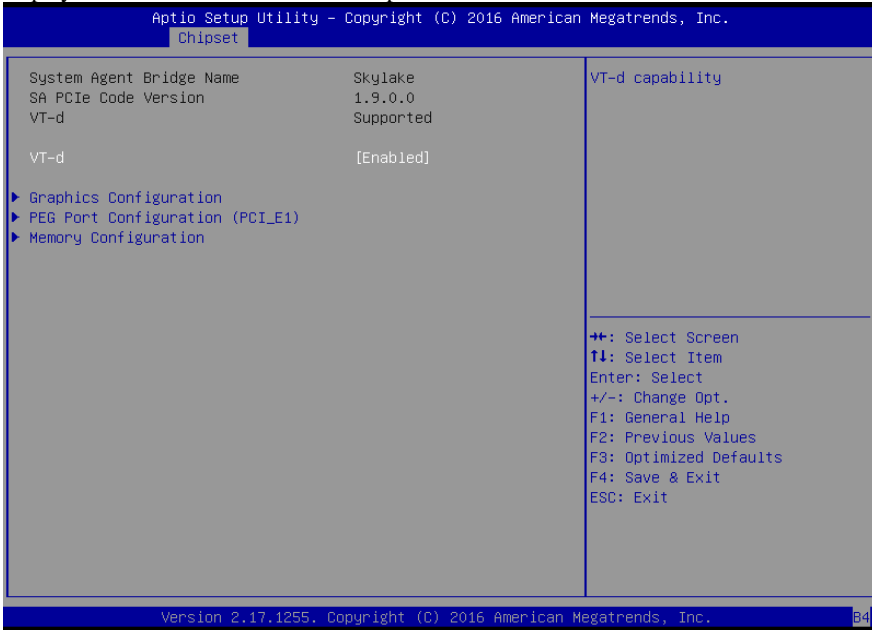 Aptio Setup Utility – Copyright (C) 2016 American Megatrends, Inc.
Chipset
System Agent Bridge Name Skylake
SA PCIe Code Version 1.9.0.0
VT-d Supported
VT-d [Enabled]
Graphics Configuration
PEG Port Configuration (PCI_E1)
Memory Configuration
VT-d capability
→←: Select Screen
↑↓: Select Item
Enter: Select
+/-: Change Opt.
F1: General Help
F2: Previous Values
F3: Optimized Defaults
F4: Save & Exit
ESC: Exit
Version 2.17.1255. Copyright (C) 2016 American Megatrends, Inc.
B4